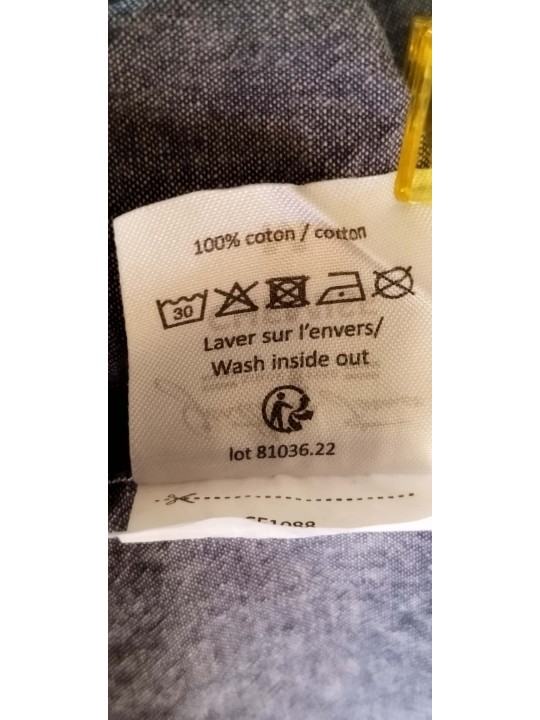 100% coton / cotton
30
Laver sur l'envers/
Wash inside out
lot 81036.22